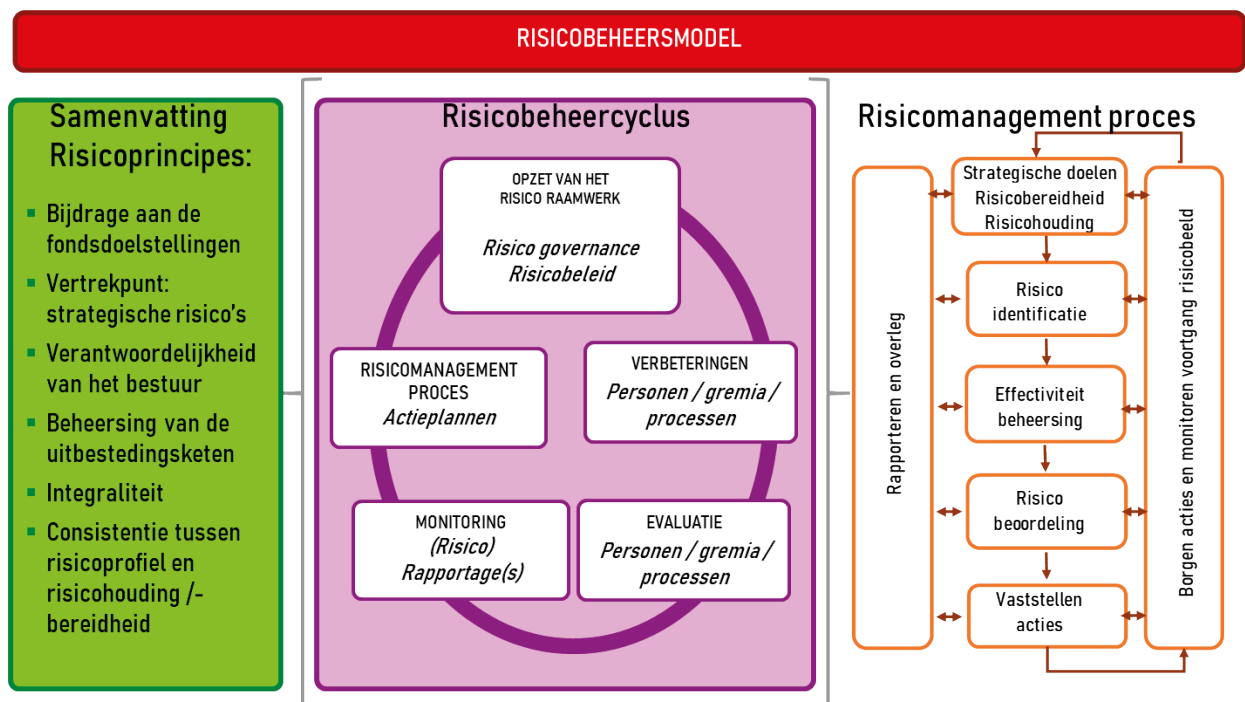 RISICOBEHEERSMODEL
Samenvatting
Risicoprincipes:
▪ Bijdrage aan de
fondsdoelstellingen
▪ Vertrekpunt:
strategische risico's
▪ Verantwoordelijkheid
van het bestuur
▪ Beheersing van de
uitbestedingsketen
▪ Integraliteit
▪ Consistentie tussen
risicoprofiel en
risicohouding /-
bereidheid
Risicobeheercyclus
OPZET VAN HET
RISICO RAAMWERK
Risico governance
Risicobeleid
RISICOMANAGEMENT
PROCES
Actieplannen
VERBETERINGEN
Personen / gremia /
processen
MONITORING
(Risico)
Rapportage(s)
EVALUATIE
Personen / gremia /
processen
Risicomanagement proces
Rapporteren en overleg
Strategische doelen
Risicobereidheid
Risicohouding
Risico
identificatie
Effectiviteit
beheersing
Risico
beoordeling
Vaststellen
acties
Borgen acties en monitoren voortgang risicobeeld